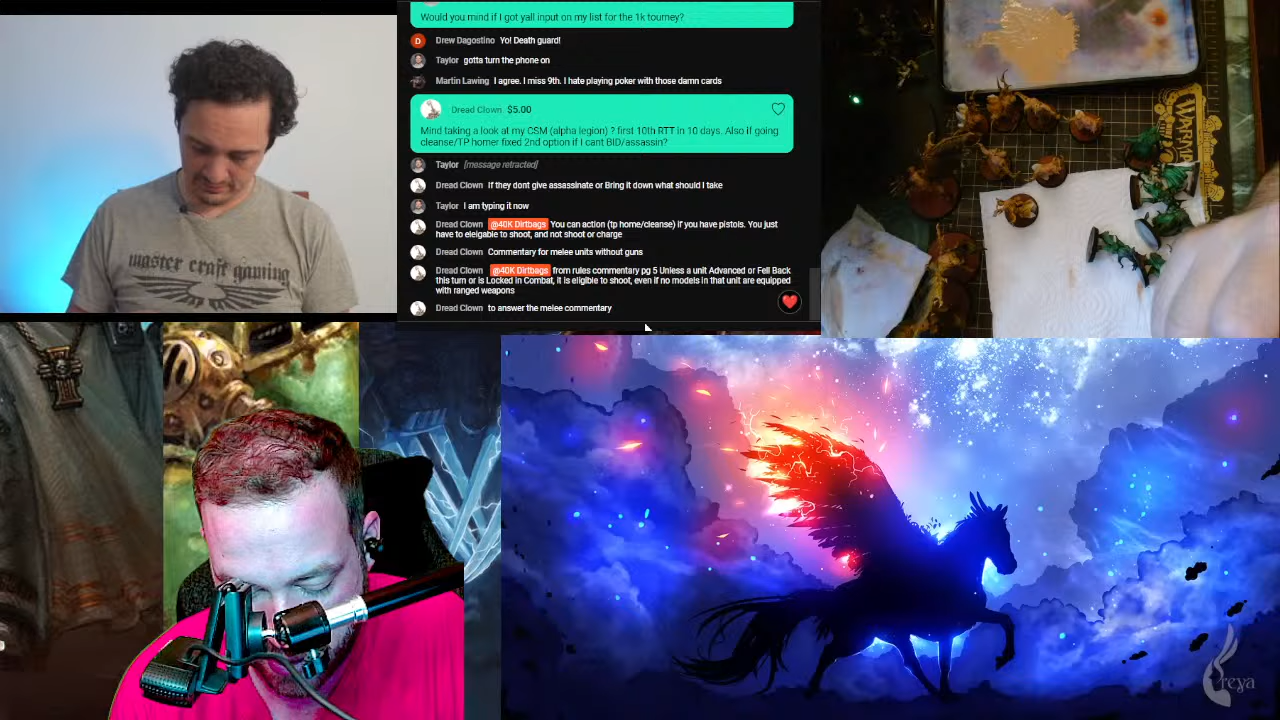 Would you mind if I got yall input on my list for the 1k tourney?
D Drew Dagostino Yo! Death guard!
Taylor gotta turn the phone on
Martin Lawing I agree. I miss 9th. I hate playing poker with those damn cards
Dread Clown $5.00
Mind taking a look at my CSM (alpha legion) ? first 10th RTT in 10 days. Also if going
cleanse/TP homer fixed 2nd option if I cant BID/assassin?
Taylor [message retracted]
Dread Clown If they dont give assassinate or Bring it down what should I take
Taylor I am typing it now
Dread Clown @40K Dirtbags You can action (tp home/cleanse) if you have pistols. You just
have to eleigable to shoot, and not shoot or charge
Dread Clown Commentary for melee units without guns
Dread Clown @40K Dirtbags from rules commentary pg 5 Unless a unit Advanced or Fell Back
this turn or is Locked in Combat, it is eligible to shoot, even if no models in that unit are equipped
with ranged weapons
Dread Clown to answer the melee commentary
master craft gaming
reya